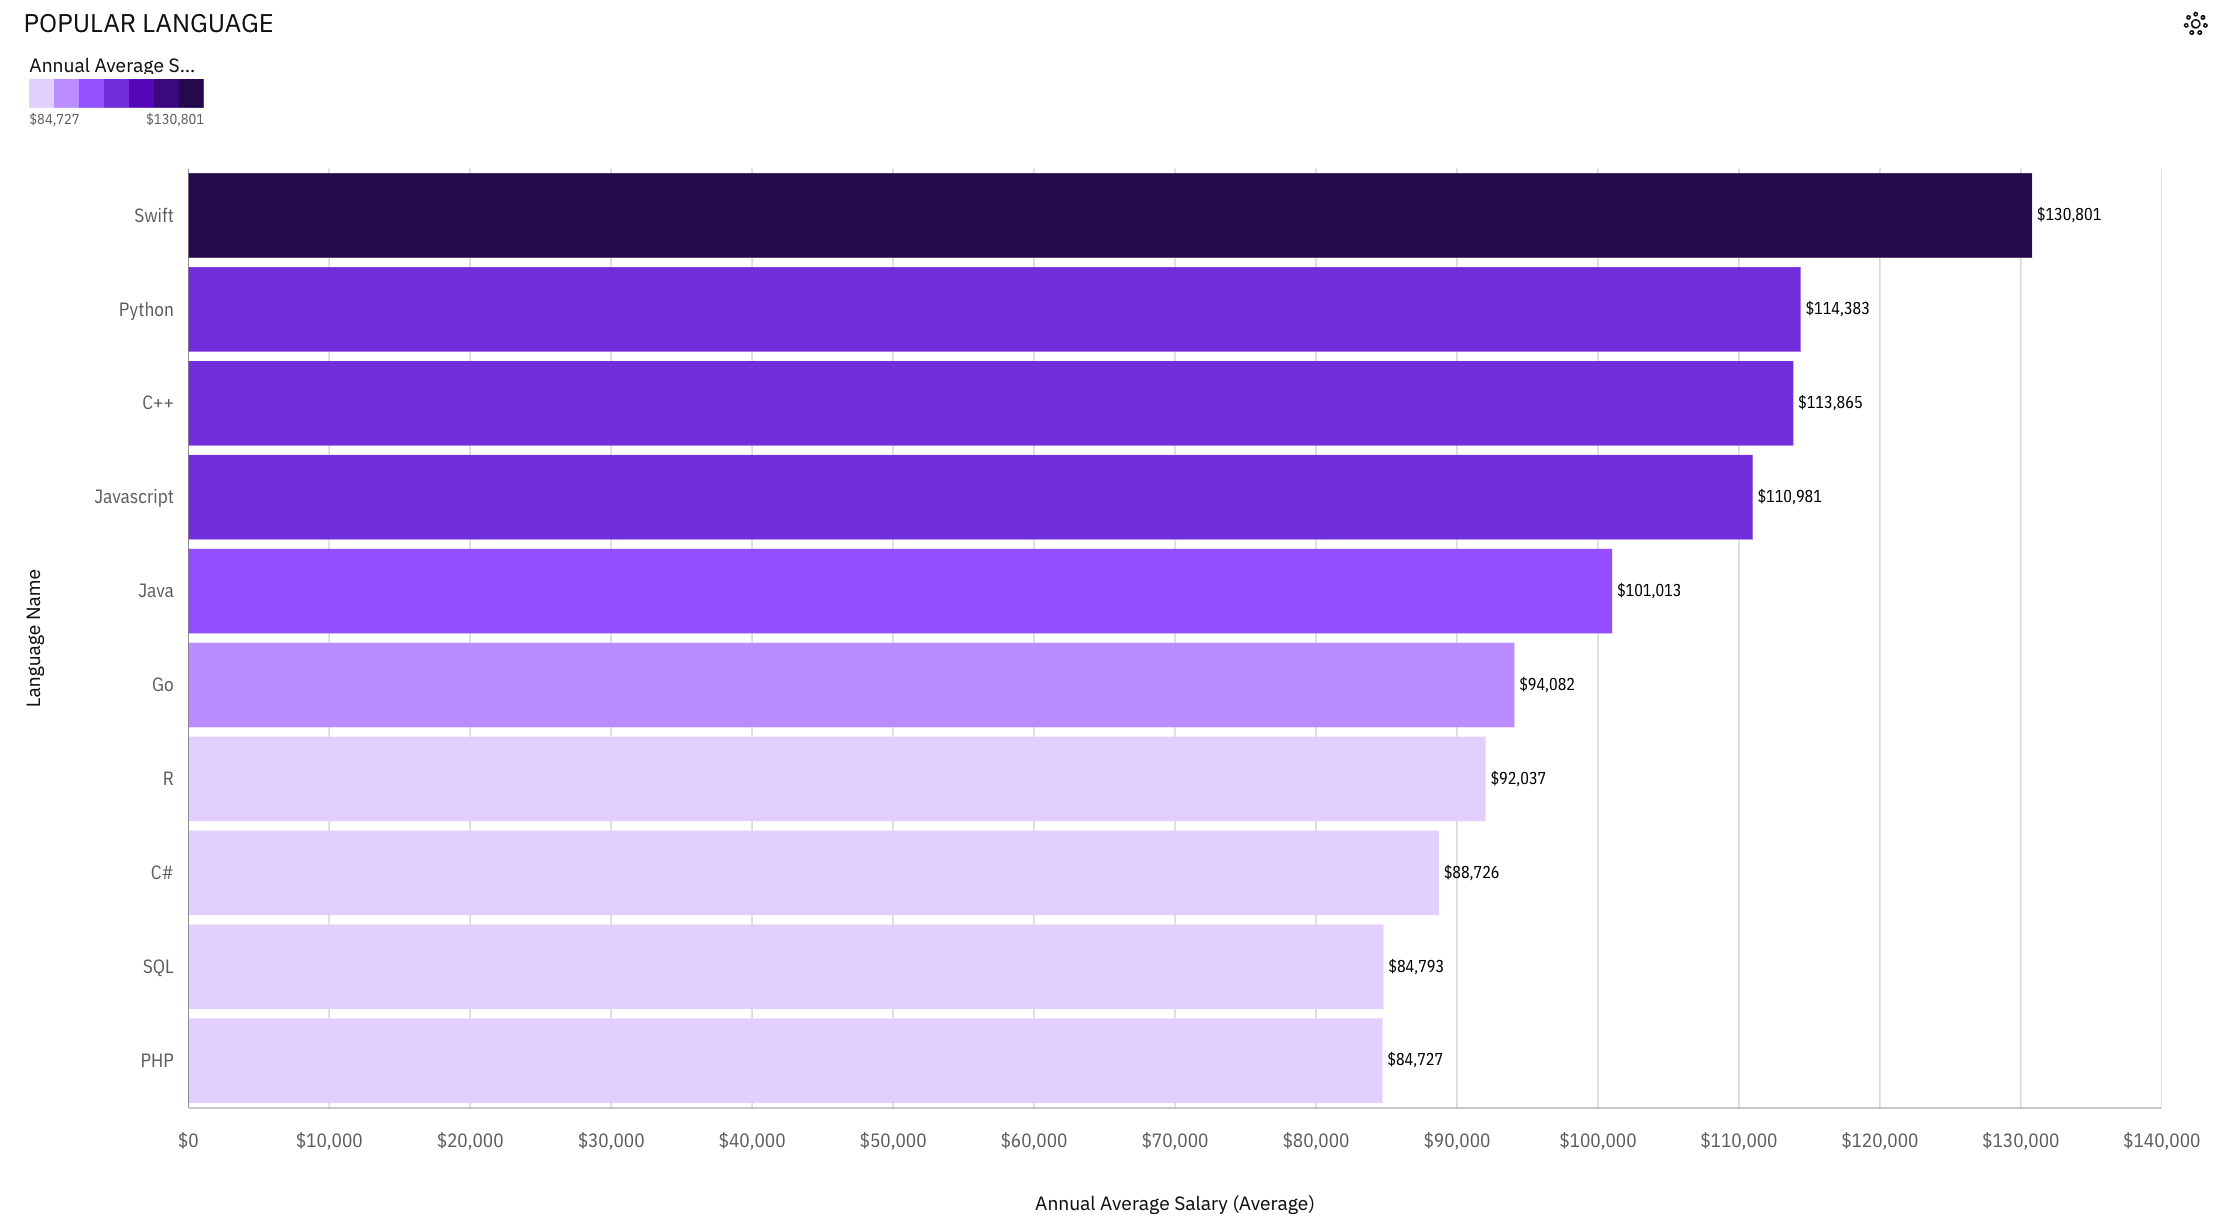 POPULAR LANGUAGE
Annual Average S...
$84,727 $130,801
Swift $130,801
Python $114,383
C++ $113,865
Javascript $110,981
Java $101,013
Go $94,082
R $92,037
C# $88,726
SQL $84,793
PHP $84,727
Language Name
$0 $10,000 $20,000 $30,000 $40,000 $50,000 $60,000 $70,000 $80,000 $90,000 $100,000 $110,000 $120,000 $130,000 $140,000
Annual Average Salary (Average)